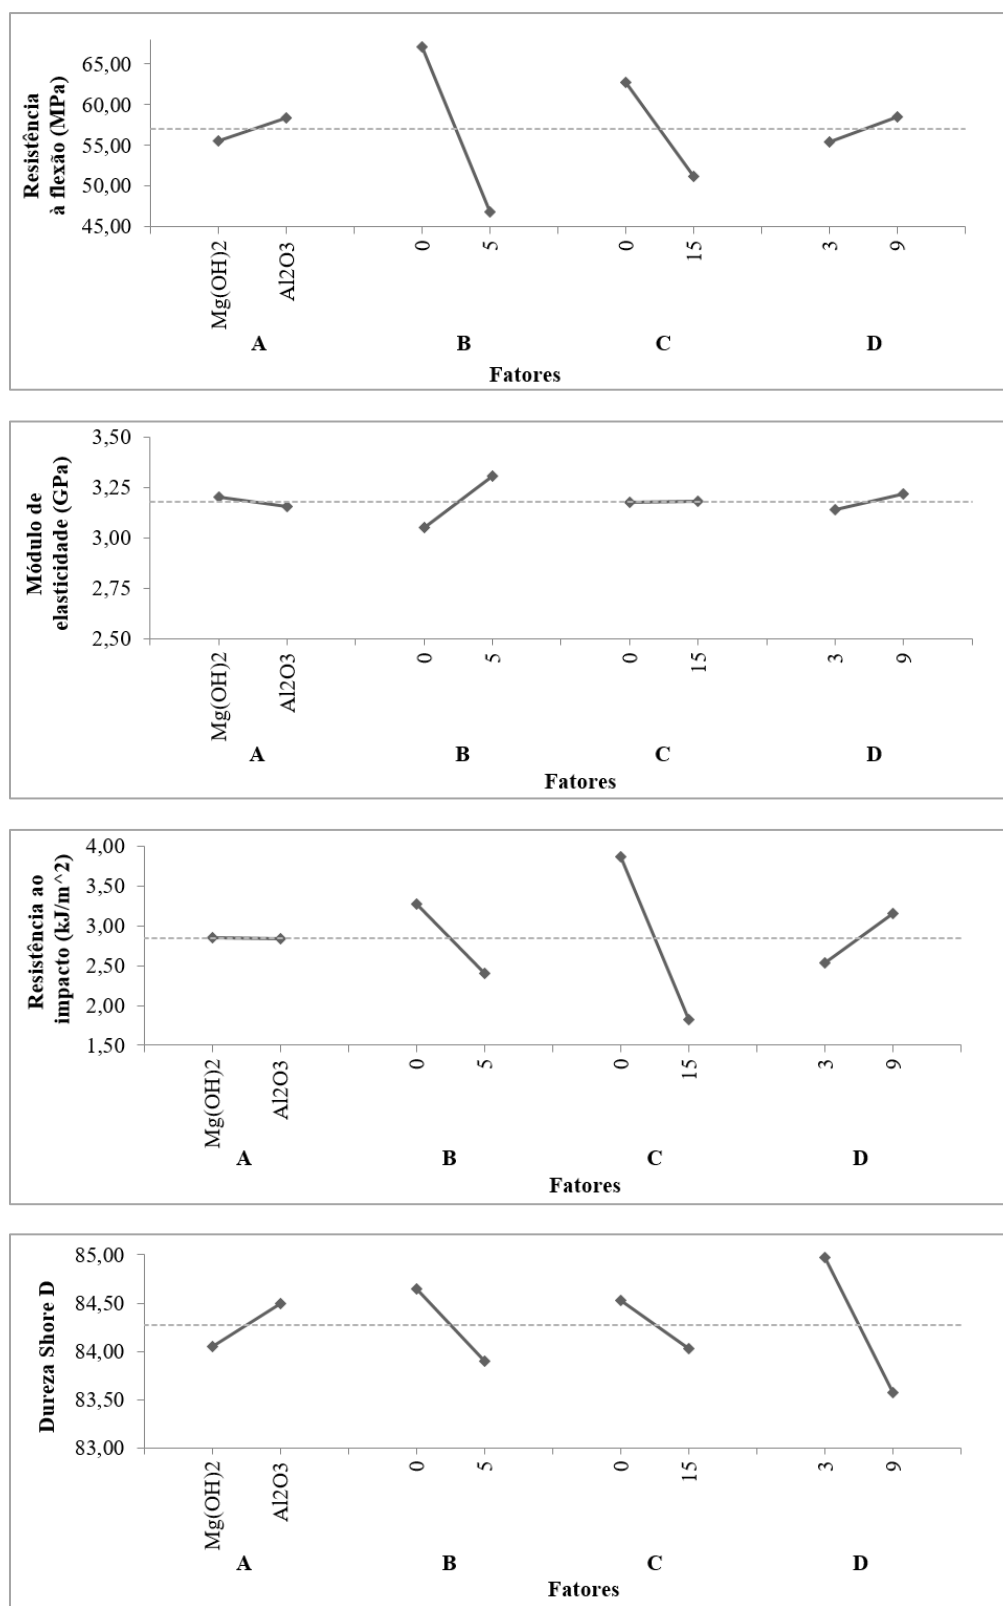 Resistência
à flexão (MPa)
65,00
60,00
55,00
50,00
45,00
Mg(OH)2
Al2O3
0
5
0
15
3
9
A
B
C
D
Fatores
Módulo de
elasticidade (GPa)
3,50
3,25
3,00
2,75
2,50
Mg(OH)2
Al2O3
0
5
0
15
3
9
A
B
C
D
Fatores
Resistência ao
impacto (kJ/m^2)
4,00
3,50
3,00
2,50
2,00
1,50
Mg(OH)2
Al2O3
0
5
0
15
3
9
A
B
C
D
Fatores
Dureza Shore D
85,00
84,50
84,00
83,50
83,00
Mg(OH)2
Al2O3
0
5
0
15
3
9
A
B
C
D
Fatores